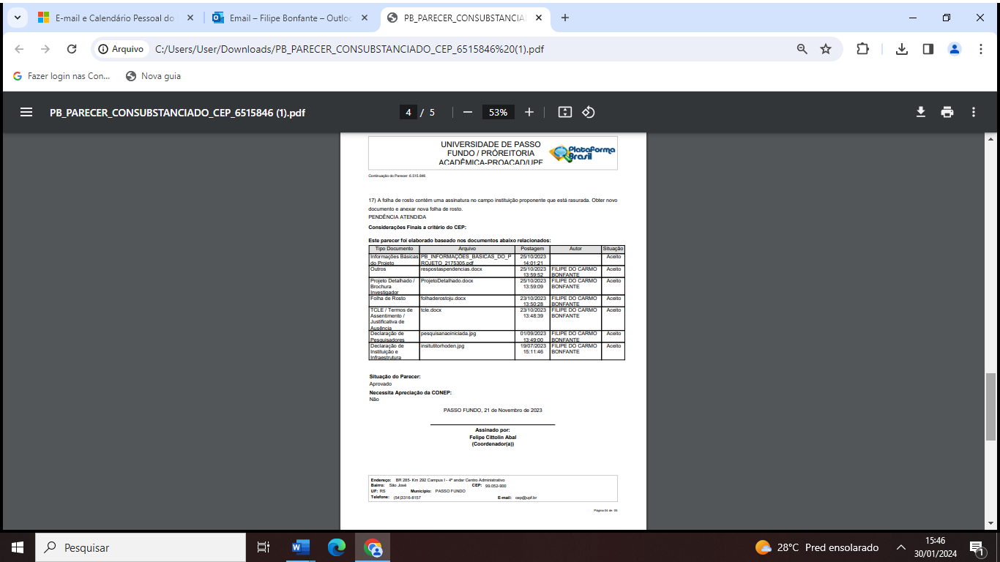 E-mail e Calendário Pessoal do
Email – Filipe Bonfante – Outloo
PB_PARECER_CONSUBSTANCIA
Arquivo
C:/Users/User/Downloads/PB_PARECER_CONSUBSTANCIADO_CEP_6515846%20(1).pdf
Fazer login nas Con...
Nova guia
PB_PARECER_CONSUBSTANCIADO_CEP_6515846 (1).pdf
4 / 5
53%
UNIVERSIDADE DE PASSO
FUNDO / PRÓREITORIA
ACADÊMICA-PROACAD/UPF
Plataforma
Brasil
Continuação do Parecer: 6.515.846
17) A folha de rosto contém uma assinatura no campo instituição proponente que está rasurada. Obter novo
documento e anexar nova folha de rosto.
PENDÊNCIA ATENDIDA
Considerações Finais a critério do CEP:
Este parecer foi elaborado baseado nos documentos abaixo relacionados:
Tipo Documento Arquivo Postagem Autor Situação
Informações Básicas PB_INFORMAÇÕES_BÁSICAS_DO_P 25/10/2023 Aceito
do Projeto ROJETO_2175305.pdf 14:01:21
Outros respostaspendencias.docx 25/10/2023 FILIPE DO CARMO Aceito
13:59:52 BONFANTE
Projeto Detalhado / ProjetoDetalhado.docx 25/10/2023 FILIPE DO CARMO Aceito
Brochura 13:59:09 BONFANTE
Investigador
Folha de Rosto folhaderostoju.docx 23/10/2023 FILIPE DO CARMO Aceito
13:50:28 BONFANTE
TCLE / Termos de tcle.docx 23/10/2023 FILIPE DO CARMO Aceito
Assentimento / 13:48:39 BONFANTE
Justificativa de
Ausência
Declaração de pesquisanaoiniciada.jpg 01/09/2023 FILIPE DO CARMO Aceito
Pesquisadores 13:49:00 BONFANTE
Declaração de insitutitorhoden.jpg 19/07/2023 FILIPE DO CARMO Aceito
Instituição e 15:11:46 BONFANTE
Infraestrutura
Situação do Parecer:
Aprovado
Necessita Apreciação da CONEP:
Não
PASSO FUNDO, 21 de Novembro de 2023
Assinado por:
Felipe Cittolin Abal
(Coordenador(a))
Endereço: BR 285- Km 292 Campus I - 4º andar Centro Administrativo
Bairro: São José CEP: 99.052-900
UF: RS Município: PASSO FUNDO
Telefone: (54)3316-8157 E-mail: cep@upf.br
Página 04 de 05
Pesquisar
28°C Pred ensolarado
15:46
30/01/2024
1